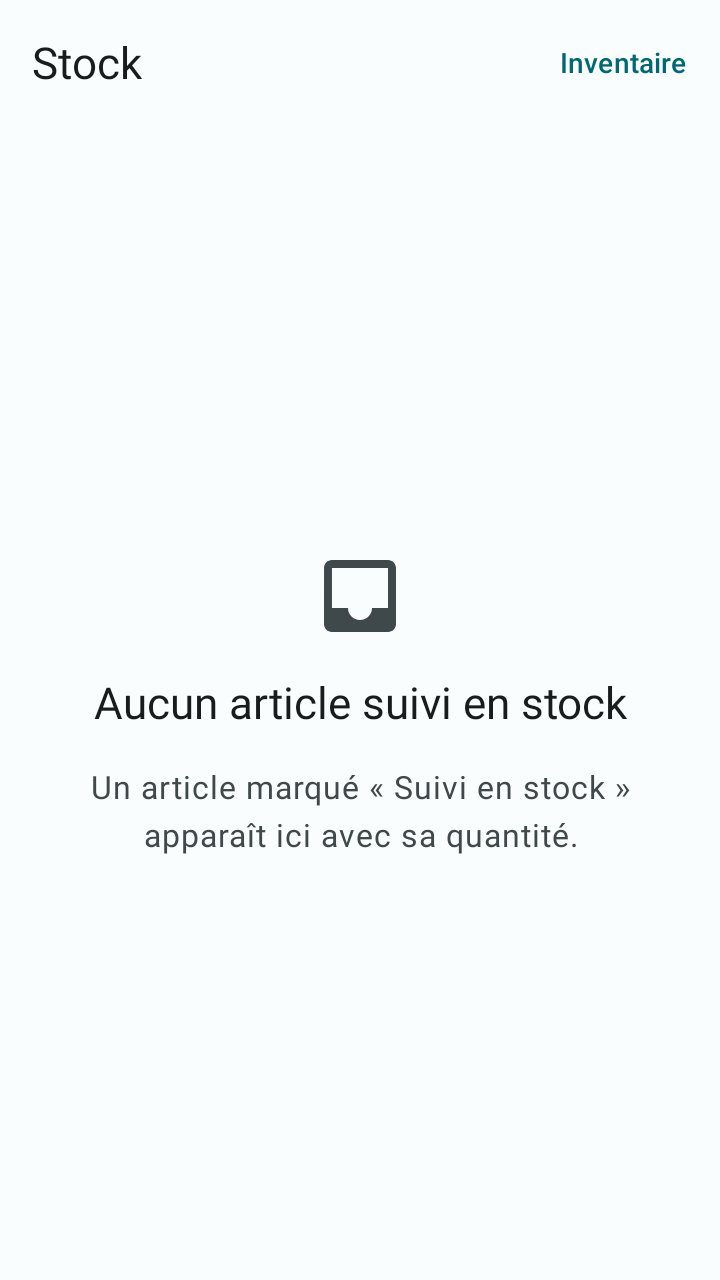 Stock
Inventaire
Aucun article suivi en stock
Un article marqué « Suivi en stock »
apparaît ici avec sa quantité.